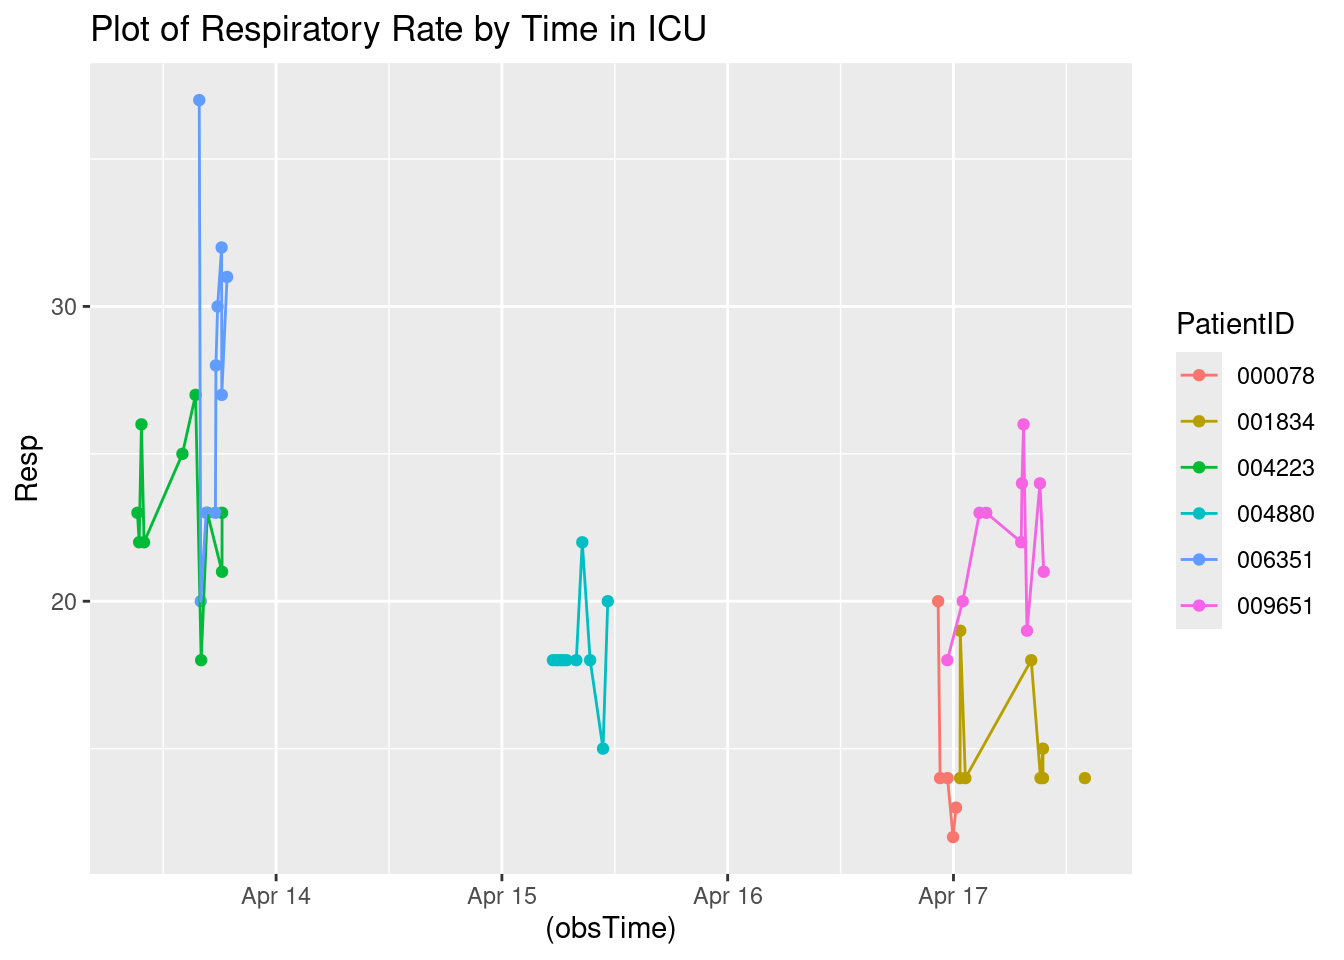 Plot of Respiratory Rate by Time in ICU
Resp
30
20
Apr 14
Apr 15
Apr 16
Apr 17
(obsTime)
PatientID
000078
001834
004223
004880
006351
009651